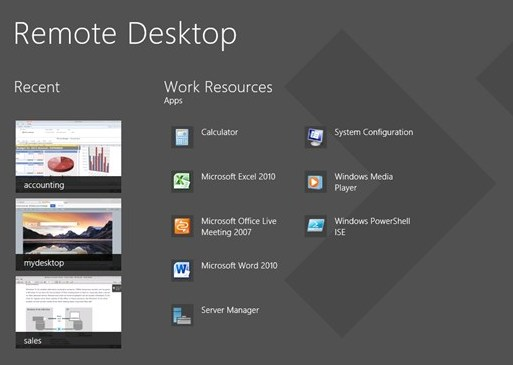 Remote Desktop
Recent
accounting
mydesktop
sales
Work Resources
Apps
Calculator
Microsoft Excel 2010
Microsoft Office Live
Meeting 2007
Microsoft Word 2010
Server Manager
System Configuration
Windows Media
Player
Windows PowerShell
ISE